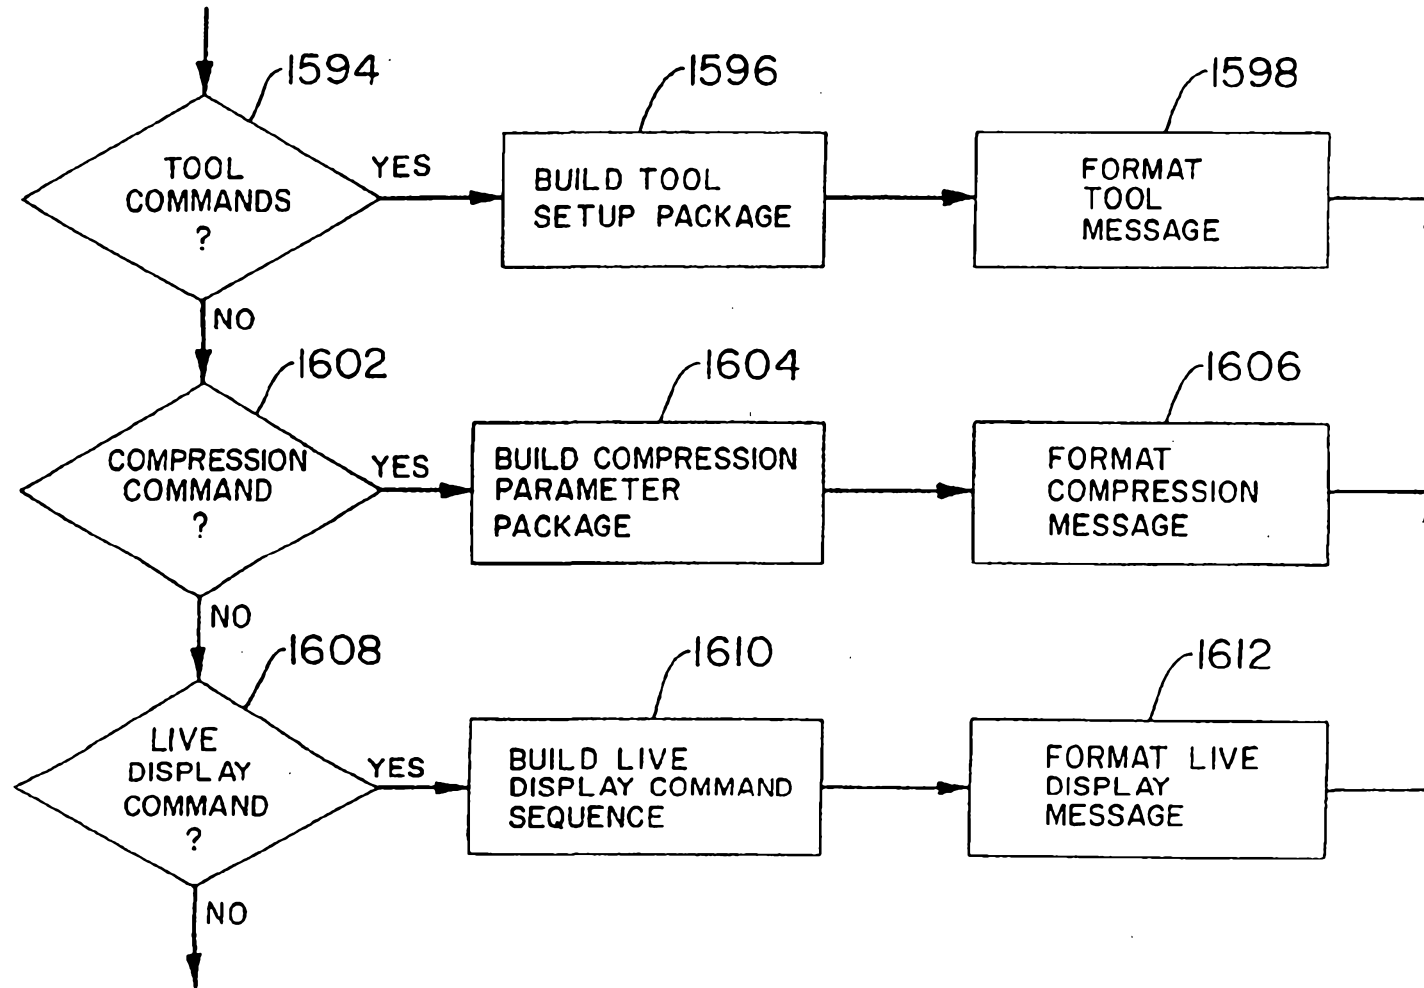 1594
1596
1598
TOOL
COMMANDS
?
YES
BUILD TOOL
SETUP PACKAGE
FORMAT
TOOL
MESSAGE
NO
1602
1604
1606
COMPRESSION
COMMAND
?
YES
BUILD COMPRESSION
PARAMETER
PACKAGE
FORMAT
COMPRESSION
MESSAGE
NO
1608
1610
1612
LIVE
DISPLAY
COMMAND
?
YES
BUILD LIVE
DISPLAY COMMAND
SEQUENCE
FORMAT LIVE
DISPLAY
MESSAGE
NO